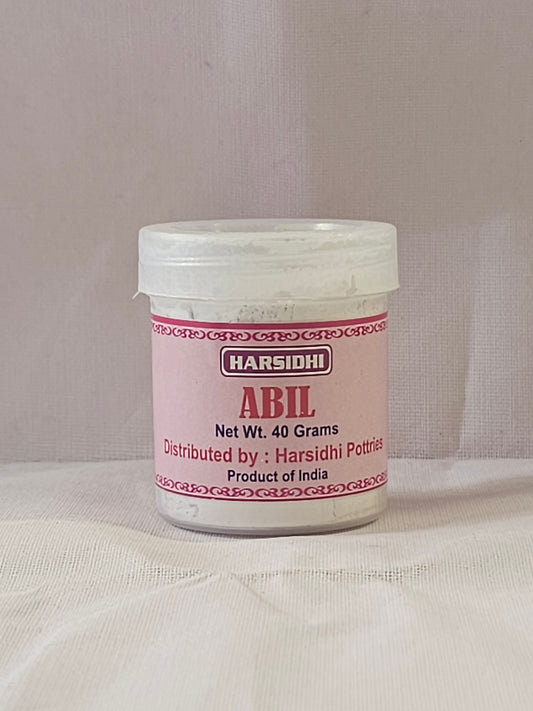 HARSIDHI
ABIL
Net Wt. 40 Grams
Distributed by : Harsidhi Pottries
Product of India